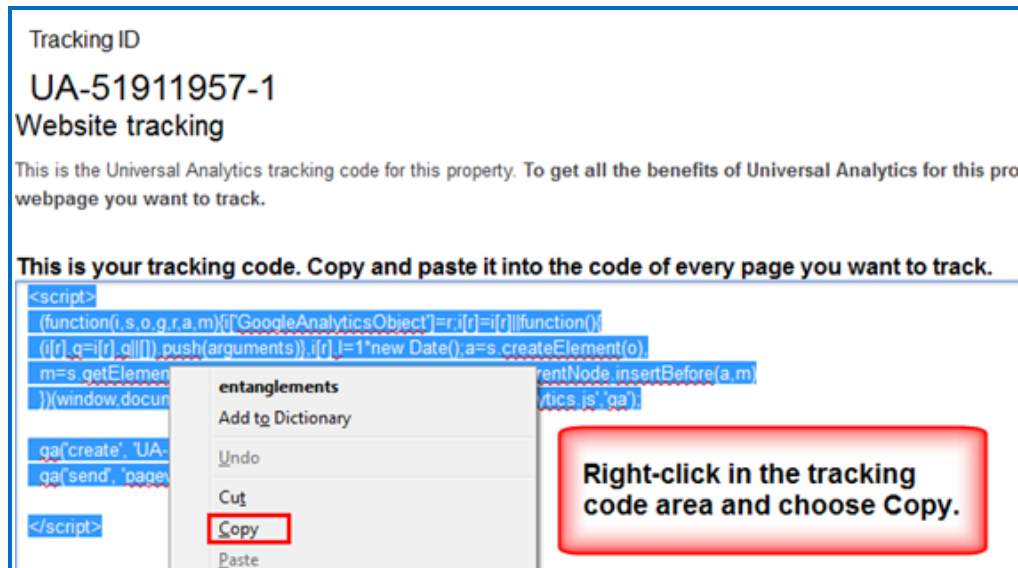 Tracking ID
UA-51911957-1
Website tracking
This is the Universal Analytics tracking code for this property. To get all the benefits of Universal Analytics for this pro
webpage you want to track.
This is your tracking code. Copy and paste it into the code of every page you want to track.
<script>
(function(i,s,o,g,r,a,m){i['GoogleAnalyticsObject']=r;i[r]=i[r]||function(){
(i[r].q=i[r].q||[]).push(arguments)},i[r].l=1*new Date();a=s.createElement(o),
m=s.getElemen rentNode.insertBefore(a,m)
})(window,docun ytics.js','ga');
ga('create', 'UA-
ga('send', 'pagev
</script>
entanglements
Add to Dictionary
Undo
Cut
Copy
Paste
Right-click in the tracking
code area and choose Copy.